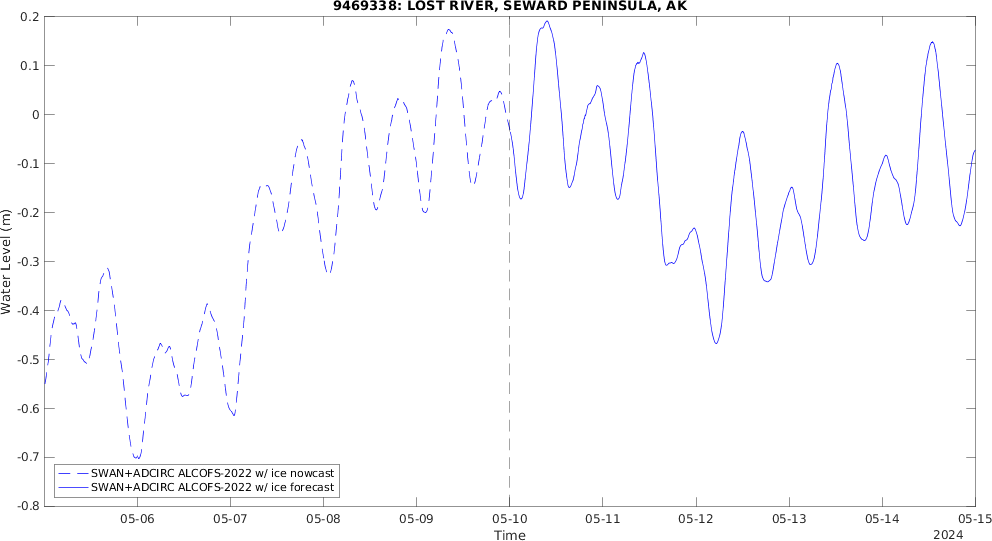 9469338: LOST RIVER, SEWARD PENINSULA, AK
0.2
0.1
0
-0.1
-0.2
-0.3
-0.4
-0.5
-0.6
-0.7
-0.8
Water Level (m)
SWAN+ADCIRC ALCOFS-2022 w/ ice nowcast
SWAN+ADCIRC ALCOFS-2022 w/ ice forecast
05-06 05-07 05-08 05-09 05-10 05-11 05-12 05-13 05-14 05-15
Time
2024